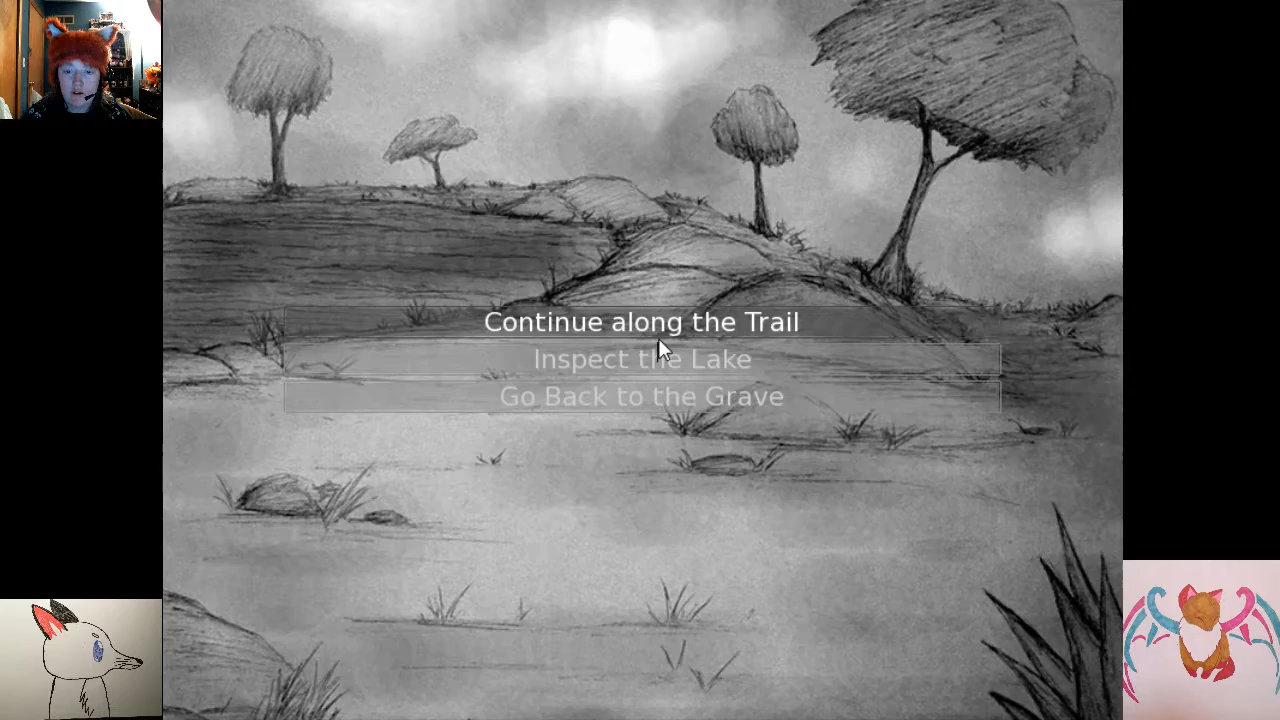 Continue along the Trail
Inspect the Lake
Go Back to the Grave